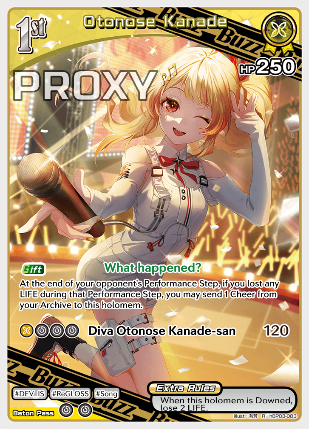 1st
Otonose Kanade
Buzz Buzz
HP250
PROXY
Gift
What happened?
At the end of your opponent's Performance Step, if you lost any
LIFE during that Performance Step, you may send 1 Cheer from
your Archive to this holomem.
Diva Otonose Kanade-san 120
#DEV_IS #ReGLOSS #Song
Extra Rules
When this holomem is Downed,
lose 2 LIFE.
Baton Pass